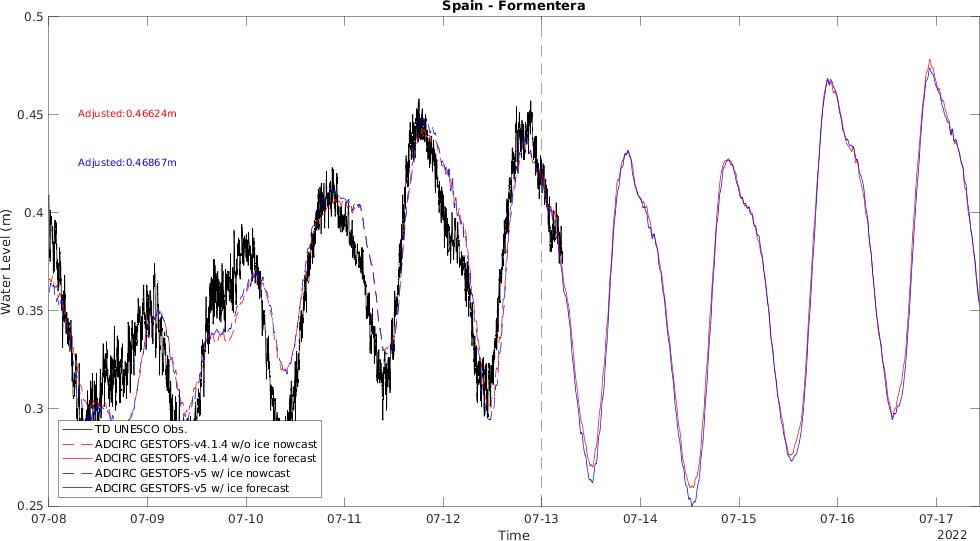 Spain - Formentera
0.5
0.45
0.4
0.35
0.3
0.25
Water Level (m)
Adjusted:0.46624m
Adjusted:0.46867m
TD UNESCO Obs.
ADCIRC GESTOFS-v4.1.4 w/o ice nowcast
ADCIRC GESTOFS-v4.1.4 w/o ice forecast
ADCIRC GESTOFS-v5 w/ ice nowcast
ADCIRC GESTOFS-v5 w/ ice forecast
07-08 07-09 07-10 07-11 07-12 07-13 07-14 07-15 07-16 07-17
Time
2022